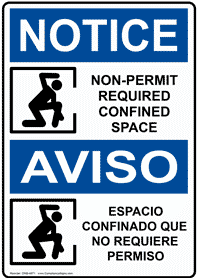 NOTICE
NON-PERMIT
REQUIRED
CONFINED
SPACE
AVISO
ESPACIO
CONFINADO QUE
NO REQUIERE
PERMISO